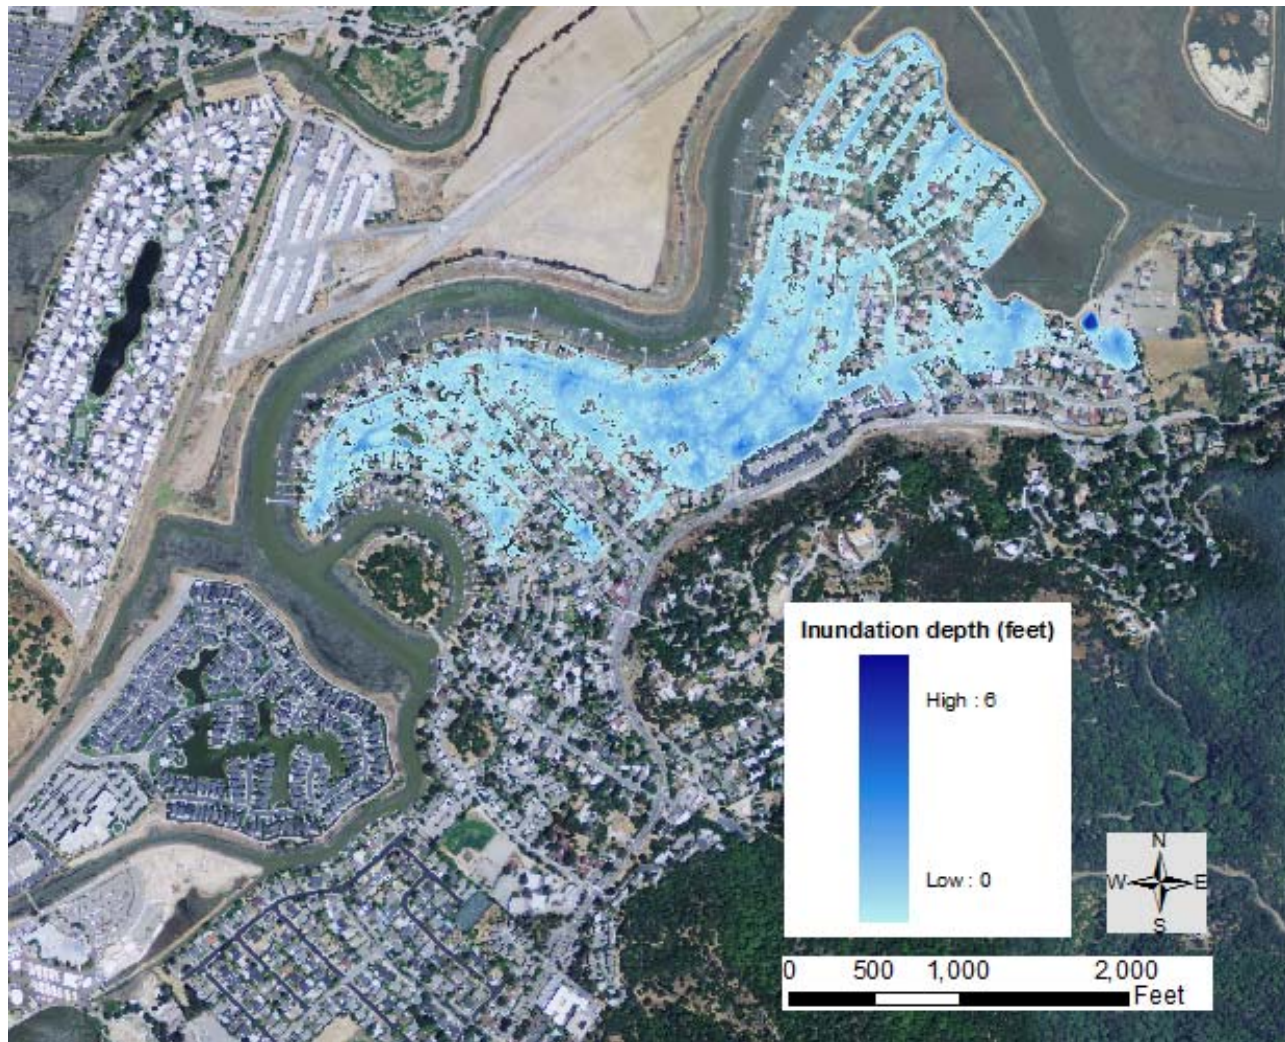 Inundation depth (feet)
High : 6
Low : 0
N
W E
S
0 500 1,000 2,000
Feet